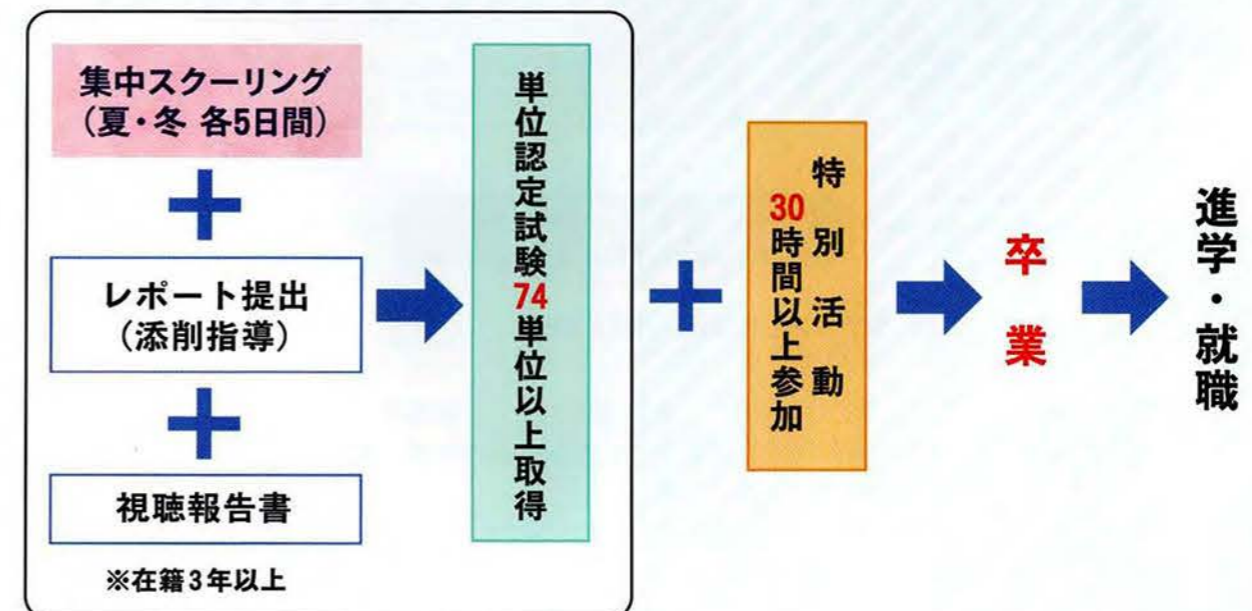 集中スクーリング
（夏・冬 各5日間）
＋
レポート提出
（添削指導）
＋
視聴報告書
※在籍3年以上
単位認定試験74単位以上取得
＋
特別活動
30時間以上参加
卒業
進学・就職